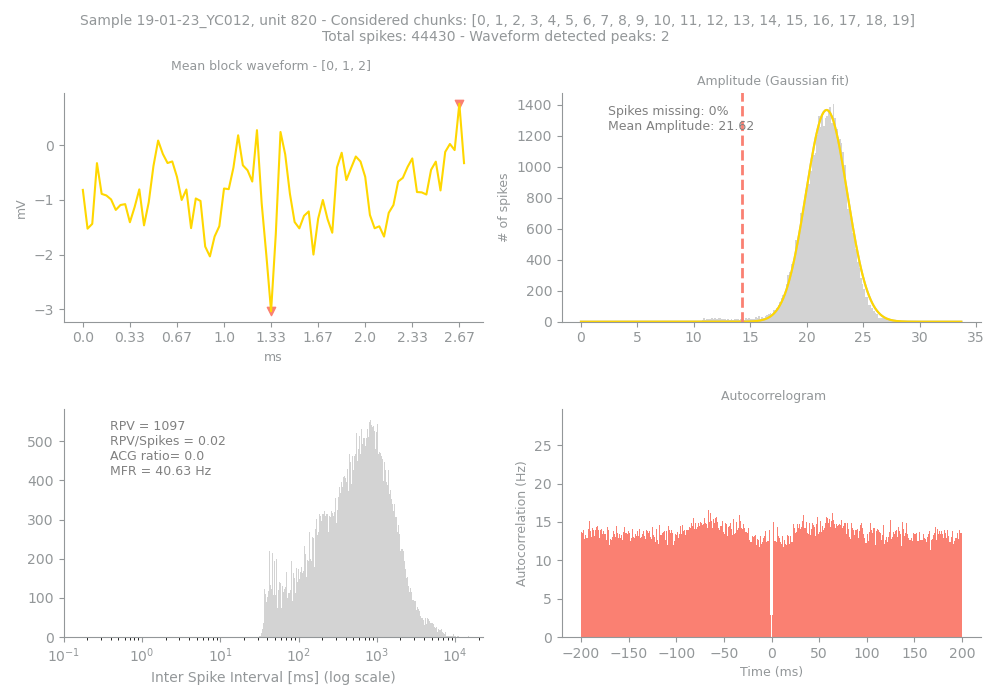 Sample 19-01-23_YC012, unit 820 - Considered chunks: [0, 1, 2, 3, 4, 5, 6, 7, 8, 9, 10, 11, 12, 13, 14, 15, 16, 17, 18, 19]
Total spikes: 44430 - Waveform detected peaks: 2
Mean block waveform - [0, 1, 2]
0
−1
−2
−3
mV
0.0 0.33 0.67 1.0 1.33 1.67 2.0 2.33 2.67
ms
Amplitude (Gaussian fit)
Spikes missing: 0%
Mean Amplitude: 21.62
1400
1200
1000
800
600
400
200
0
# of spikes
0 5 10 15 20 25 30 35
RPV = 1097
RPV/Spikes = 0.02
ACG ratio= 0.0
MFR = 40.63 Hz
500
400
300
200
100
0
10⁻¹ 10⁰ 10¹ 10² 10³ 10⁴
Inter Spike Interval [ms] (log scale)
Autocorrelogram
25
20
15
10
5
0
Autocorrelation (Hz)
−200 −150 −100 −50 0 50 100 150 200
Time (ms)